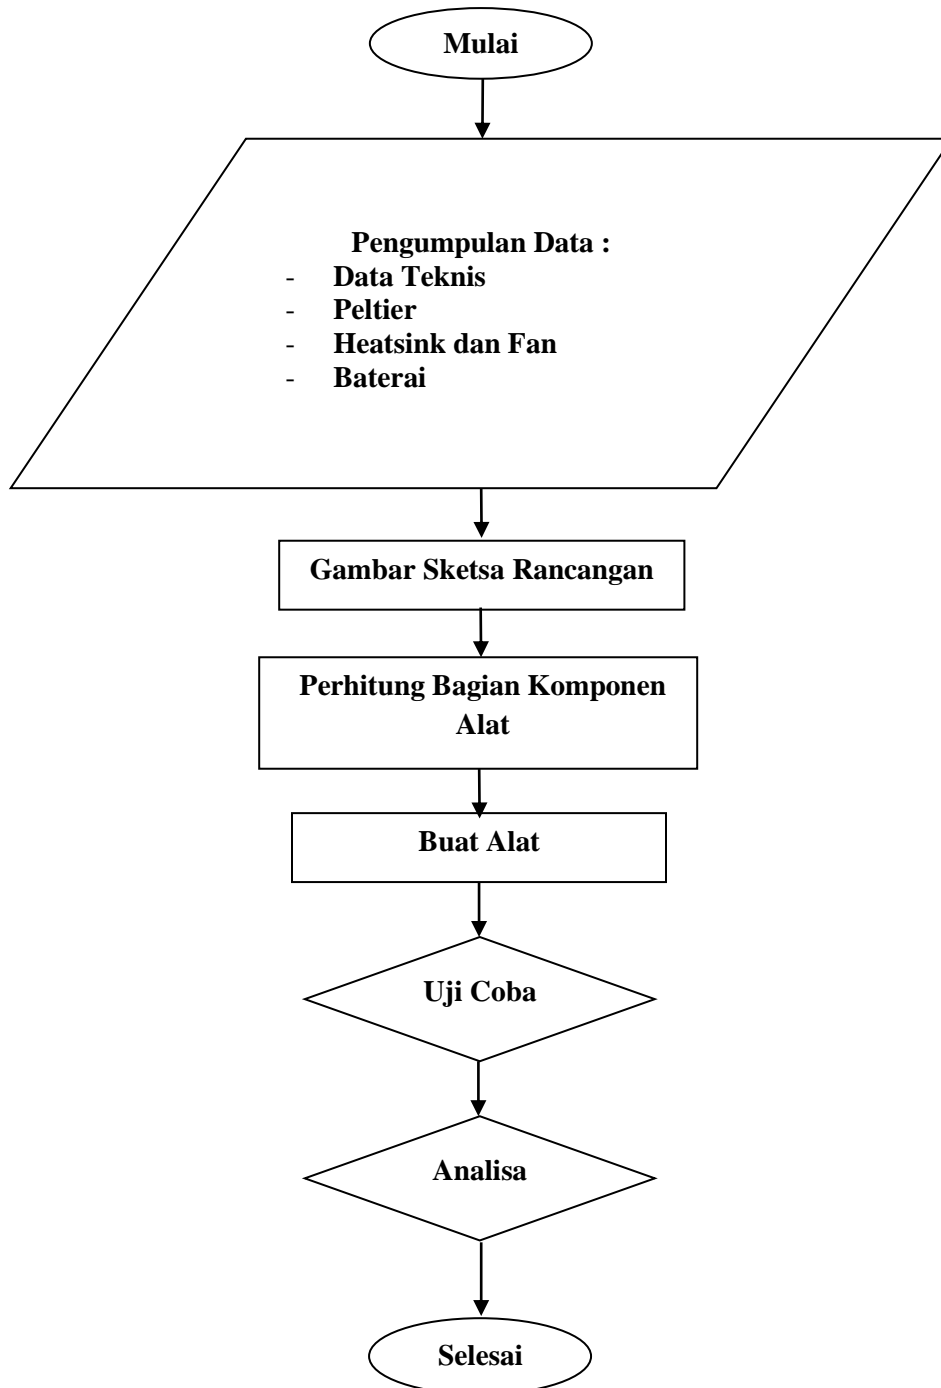 Mulai
Pengumpulan Data :
- Data Teknis
- Peltier
- Heatsink dan Fan
- Baterai
Gambar Sketsa Rancangan
Perhitung Bagian Komponen
Alat
Buat Alat
Uji Coba
Analisa
Selesai